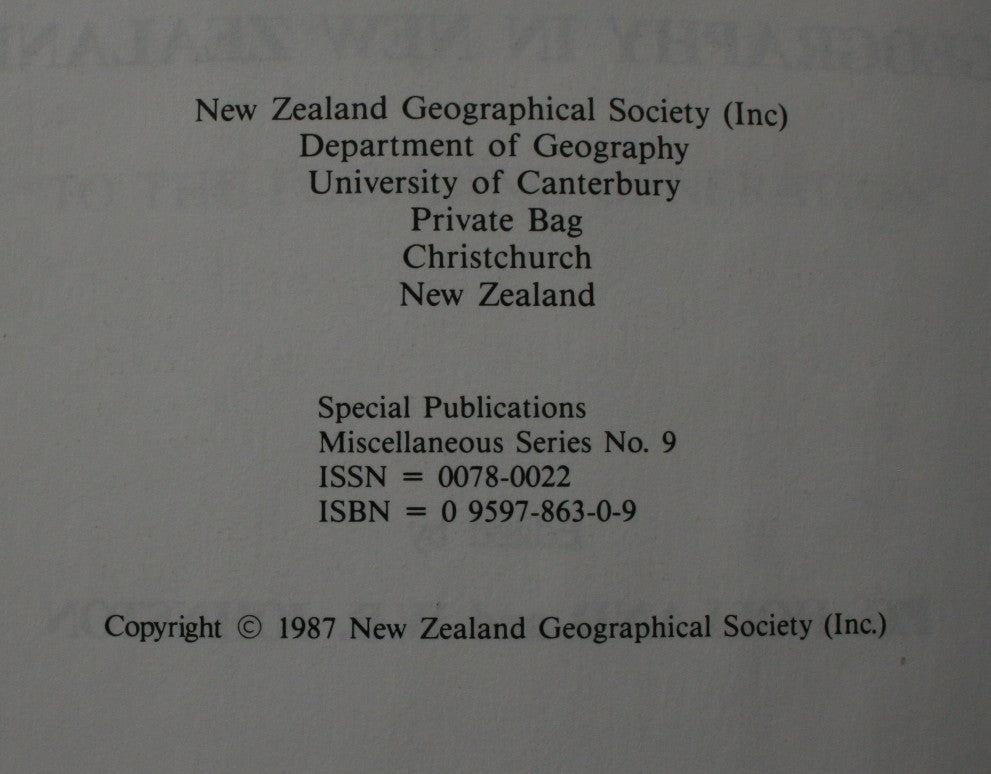 New Zealand Geographical Society (Inc)
Department of Geography
University of Canterbury
Private Bag
Christchurch
New Zealand
Special Publications
Miscellaneous Series No. 9
ISSN = 0078-0022
ISBN = 0 9597-863-0-9
Copyright © 1987 New Zealand Geographical Society (Inc.)